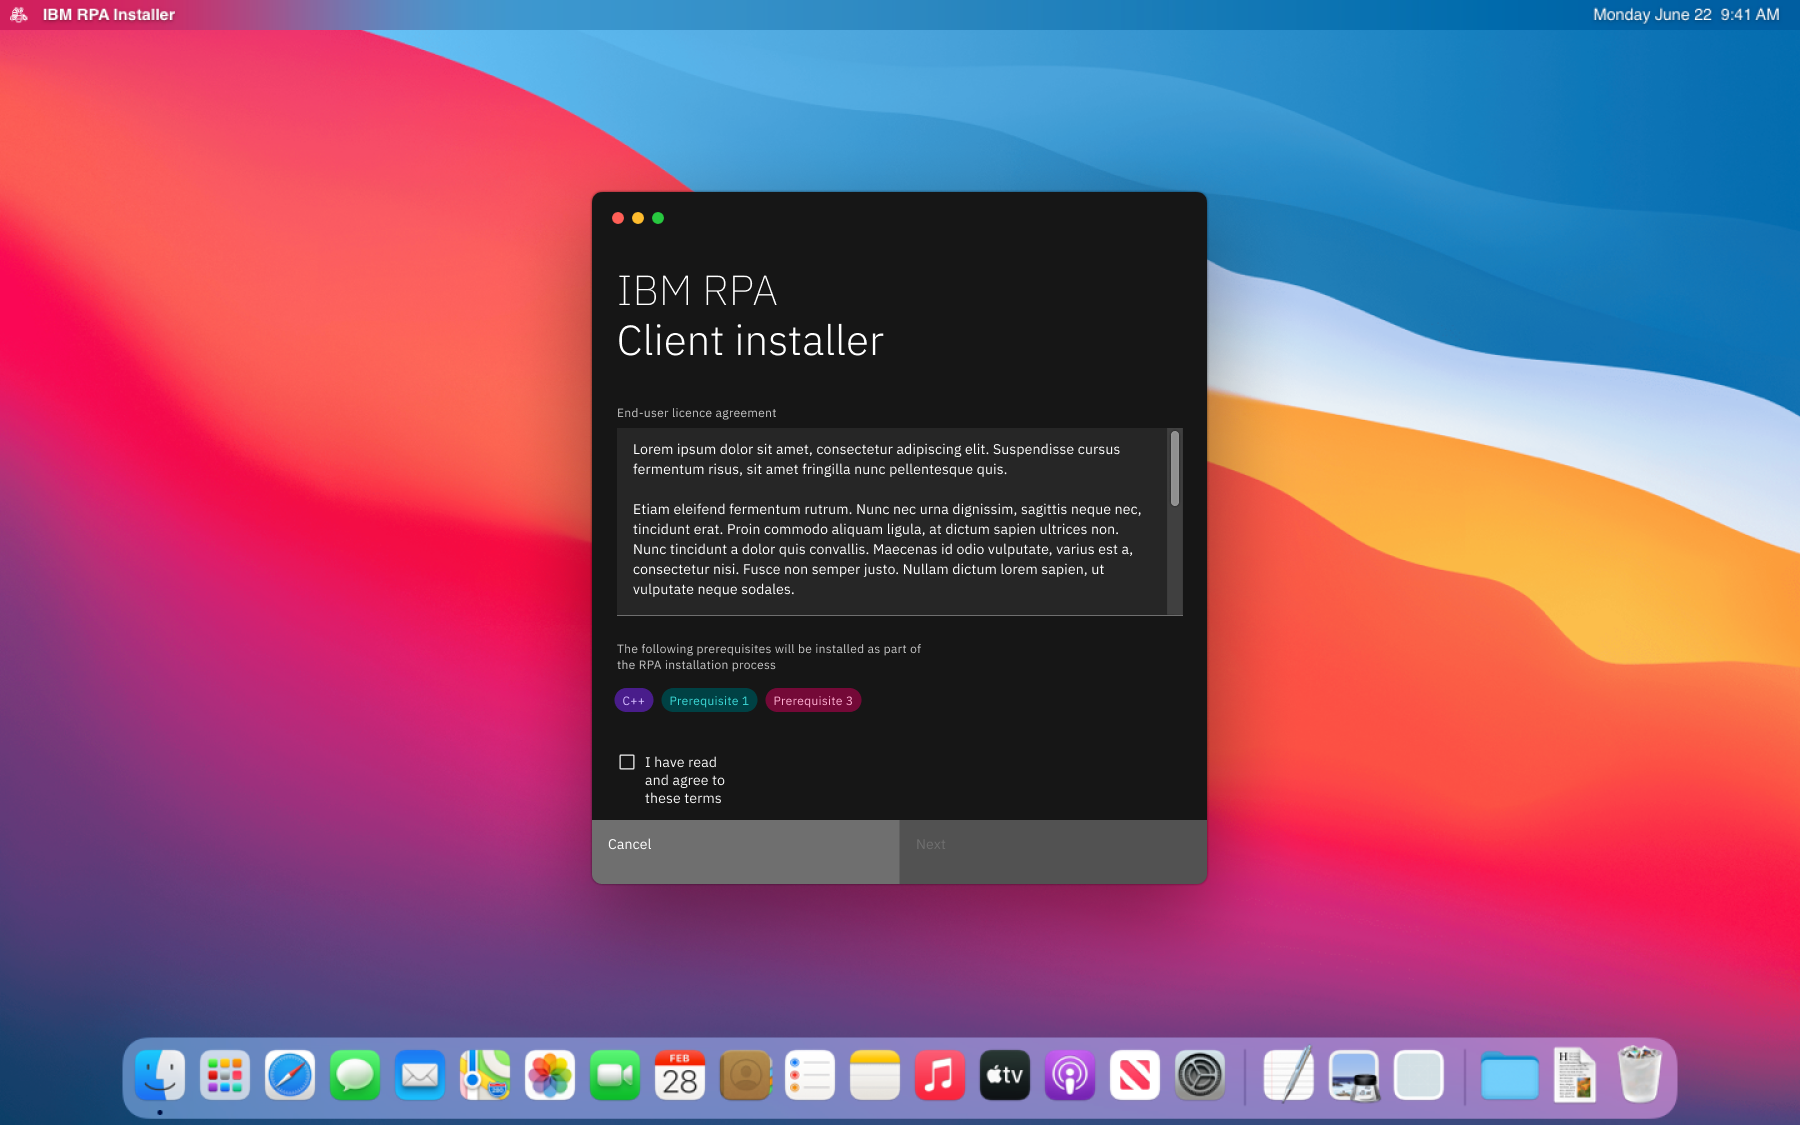 IBM RPA Installer
Monday June 22 9:41 AM
IBM RPA
Client installer
End-user licence agreement
Lorem ipsum dolor sit amet, consectetur adipiscing elit. Suspendisse cursus
fermentum risus, sit amet fringilla nunc pellentesque quis.
Etiam eleifend fermentum rutrum. Nunc nec urna dignissim, sagittis neque nec,
tincidunt erat. Proin commodo aliquam ligula, at dictum sapien ultrices non.
Nunc tincidunt a dolor quis convallis. Maecenas id odio vulputate, varius est a,
consectetur nisi. Fusce non semper justo. Nullam dictum lorem sapien, ut
vulputate neque sodales.
The following prerequisites will be installed as part of
the RPA installation process
C++ Prerequisite 1 Prerequisite 3
I have read
and agree to
these terms
Cancel Next
FEB
28
tv